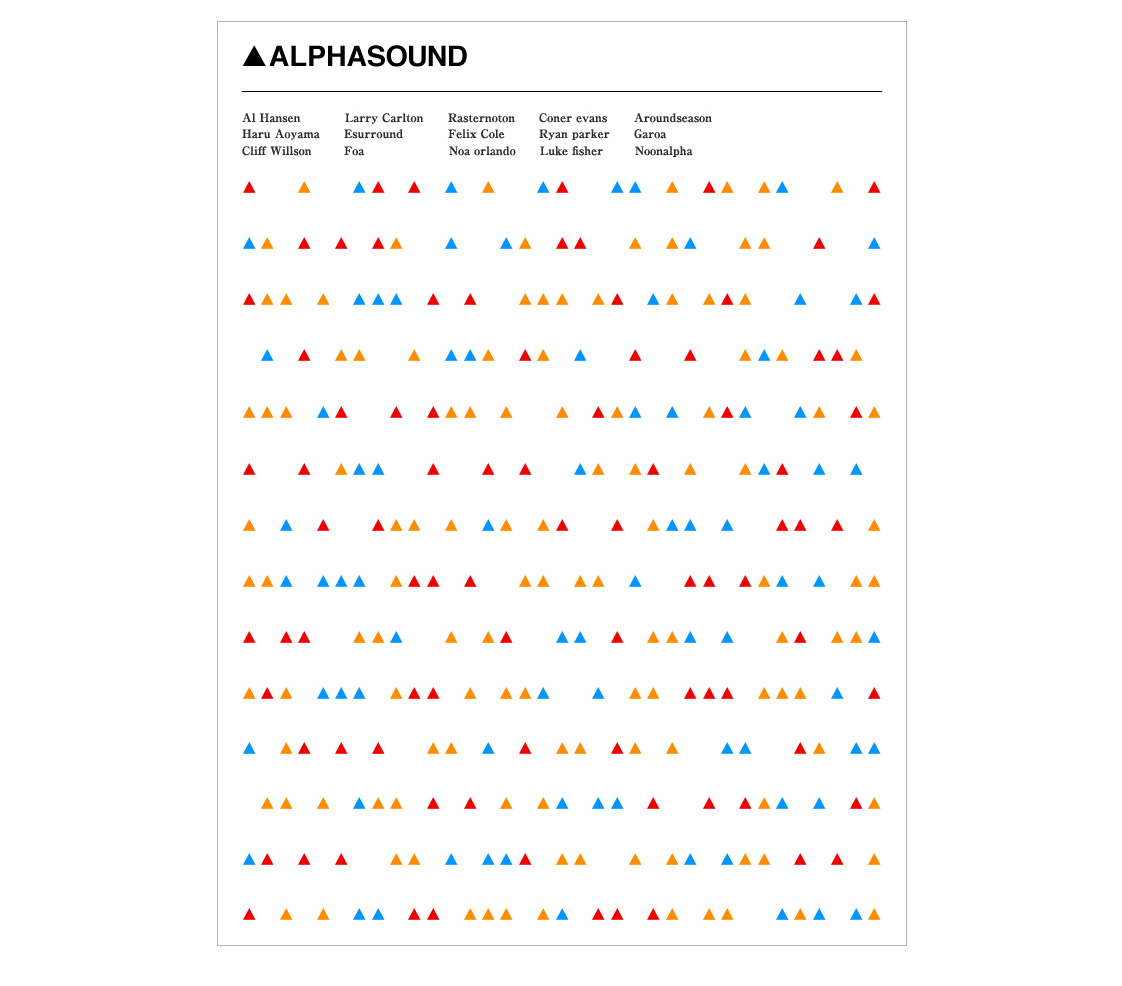 ▲ALPHASOUND
Al Hansen Larry Carlton Rasternoton Coner evans Aroundseason
Haru Aoyama Esurround Felix Cole Ryan parker Garoa
Cliff Willson Foa Noa orlando Luke fisher Noonalpha